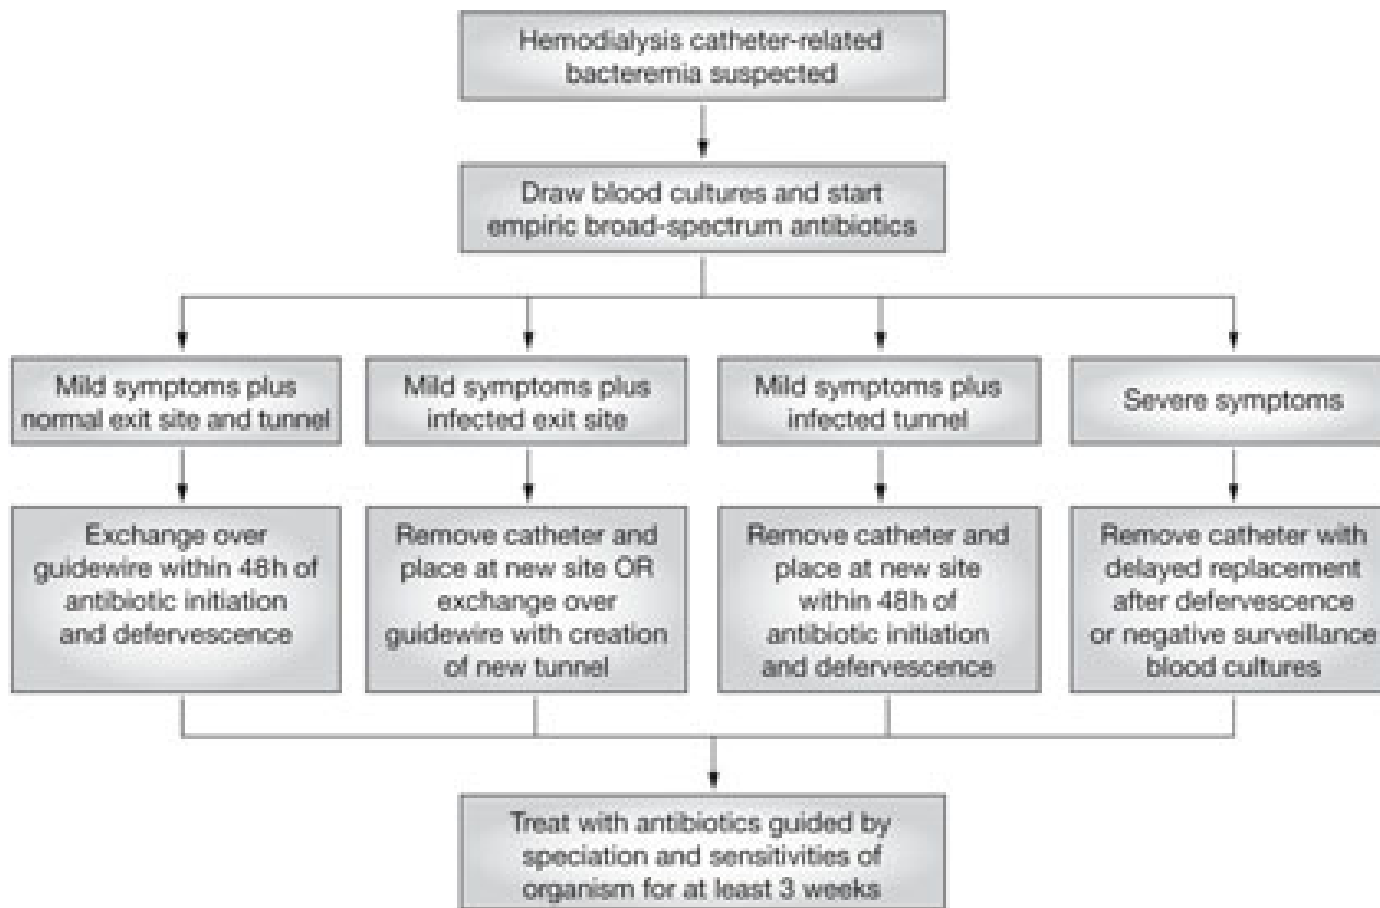 Hemodialysis catheter-related
bacteremia suspected
Draw blood cultures and start
empiric broad-spectrum antibiotics
Mild symptoms plus
normal exit site and tunnel
Mild symptoms plus
infected exit site
Mild symptoms plus
infected tunnel
Severe symptoms
Exchange over
guidewire within 48h of
antibiotic initiation
and defervescence
Remove catheter and
place at new site OR
exchange over
guidewire with creation
of new tunnel
Remove catheter and
place at new site
within 48h of
antibiotic initiation
and defervescence
Remove catheter with
delayed replacement
after defervescence
or negative surveillance
blood cultures
Treat with antibiotics guided by
speciation and sensitivities of
organism for at least 3 weeks